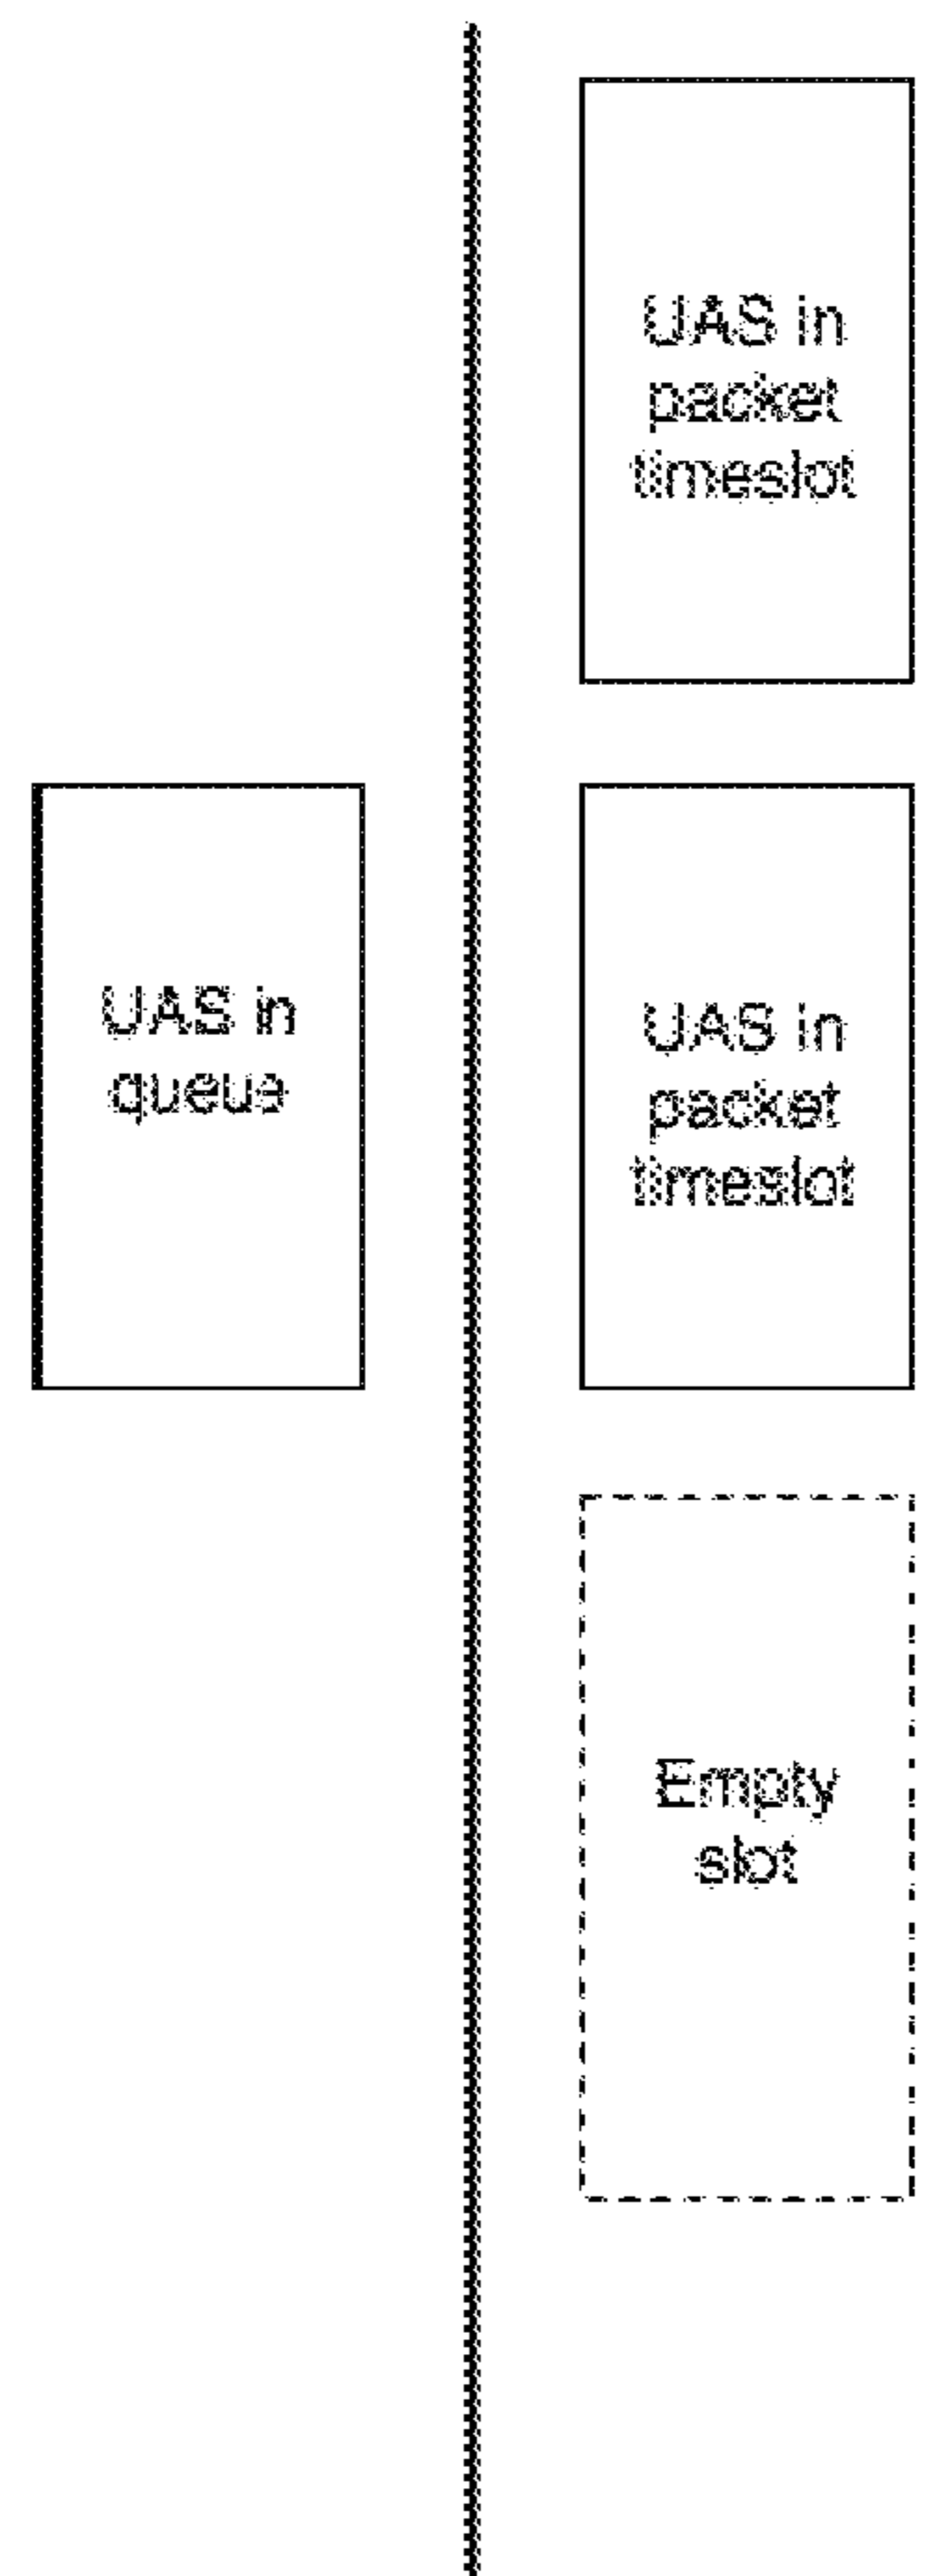 UAS in
packet
timeslot
UAS in
queue
UAS in
packet
timeslot
Empty
slot